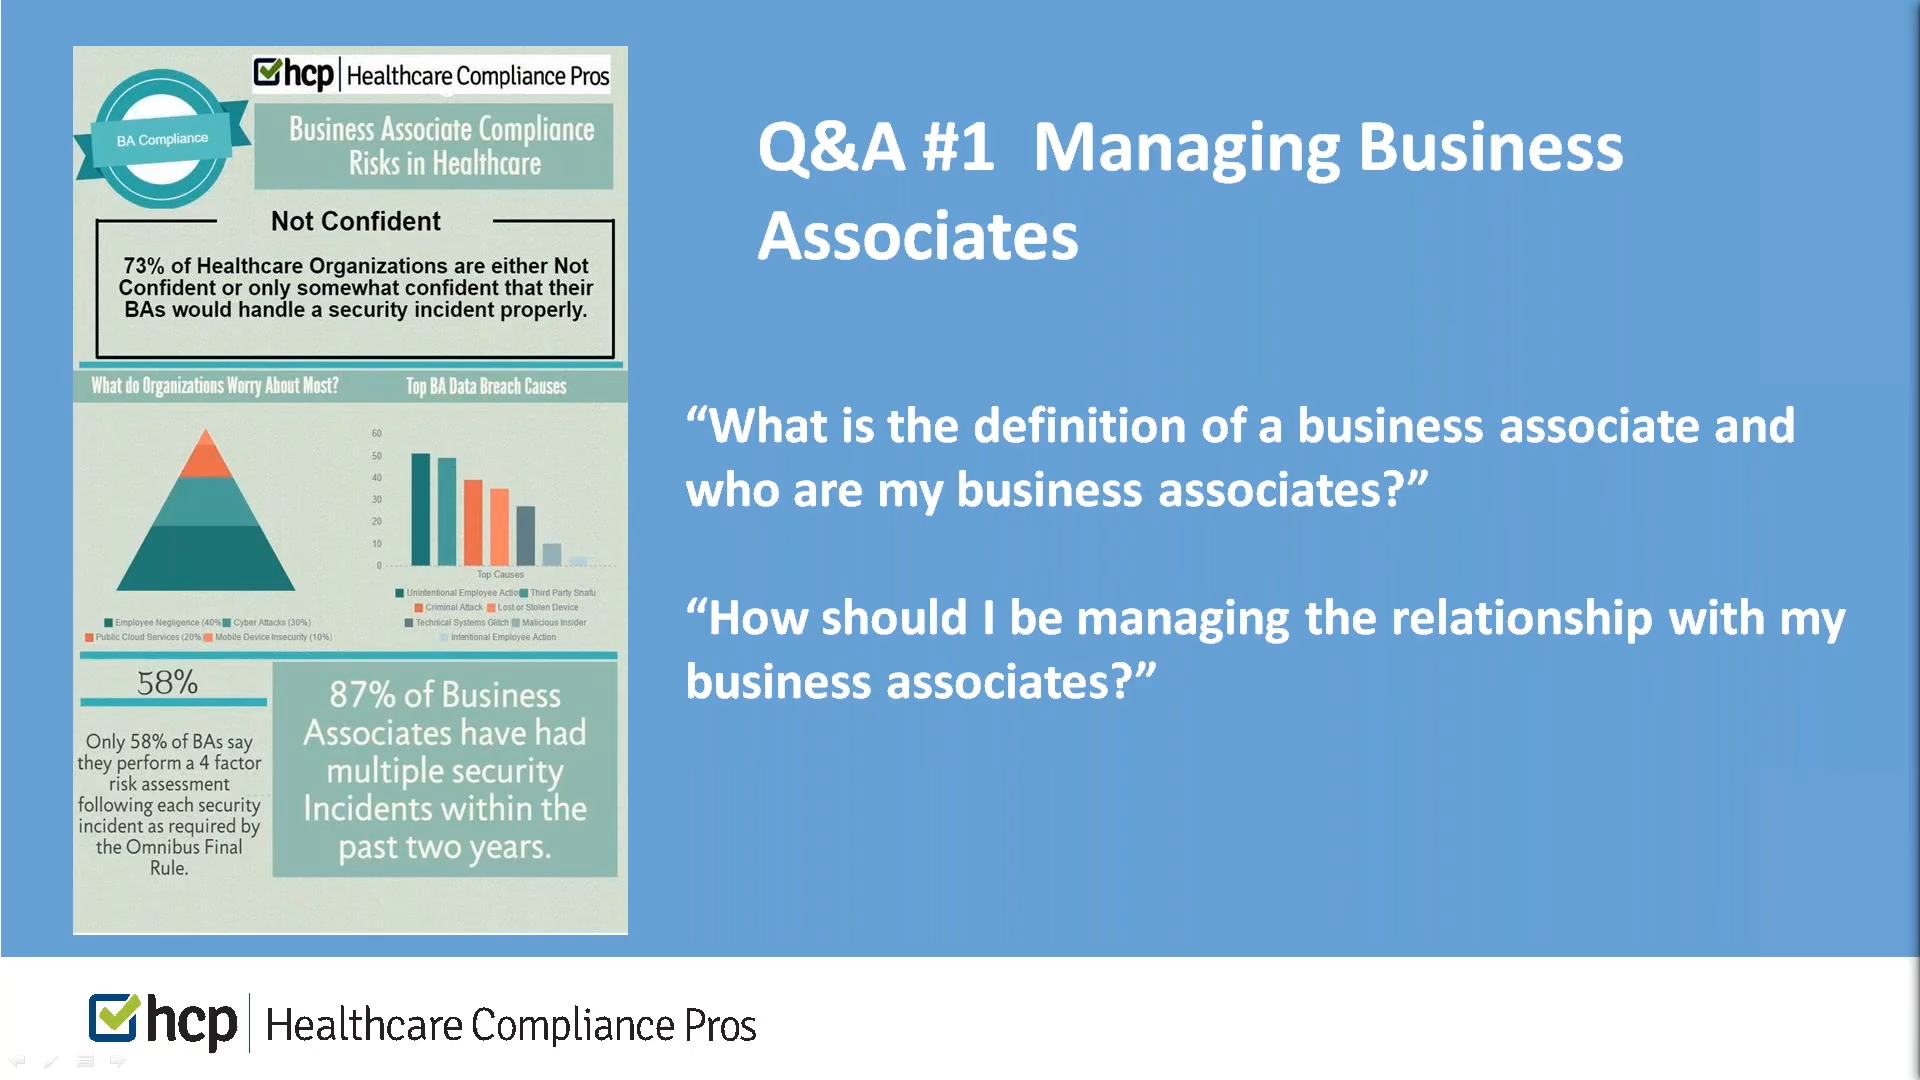 hcp | Healthcare Compliance Pros
BA Compliance
Business Associate Compliance
Risks in Healthcare
Not Confident
73% of Healthcare Organizations are either Not
Confident or only somewhat confident that their
BAs would handle a security incident properly.
What do Organizations Worry About Most?
Employee Negligence (40%
Cyber Attacks (30%)
Public Cloud Services (20%)
Mobile Device Insecurity (10%)
Top BA Data Breach Causes
60
50
40
30
20
10
0
Top Causes
Unintentional Employee Actio
Third Party Snafu
Criminal Attack
Lost or Stolen Device
Technical Systems Glitch
Malicious Insider
Intentional Employee Action
58%
Only 58% of BAs say
they perform a 4 factor
risk assessment
following each security
incident as required by
the Omnibus Final
Rule.
87% of Business
Associates have had
multiple security
Incidents within the
past two years.
Q&A #1  Managing Business
Associates
“What is the definition of a business associate and
who are my business associates?”
“How should I be managing the relationship with my
business associates?”
hcp | Healthcare Compliance Pros